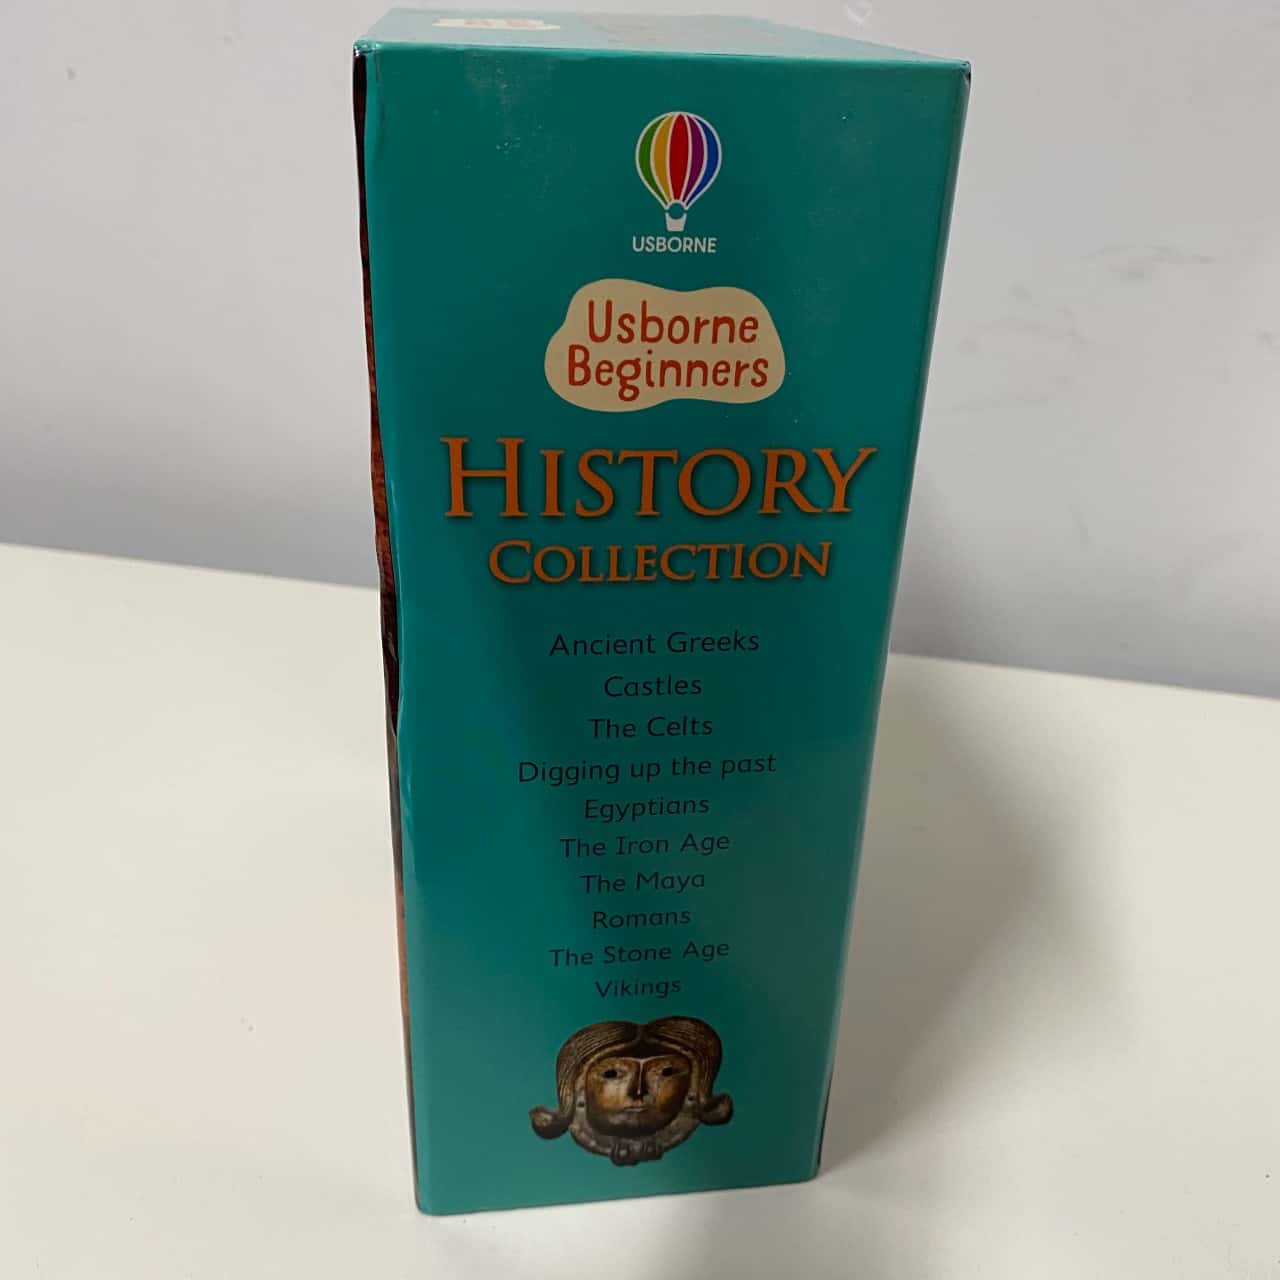 USBORNE
Usborne
Beginners
HISTORY
COLLECTION
Ancient Greeks
Castles
The Celts
Digging up the past
Egyptians
The Iron Age
The Maya
Romans
The Stone Age
Vikings